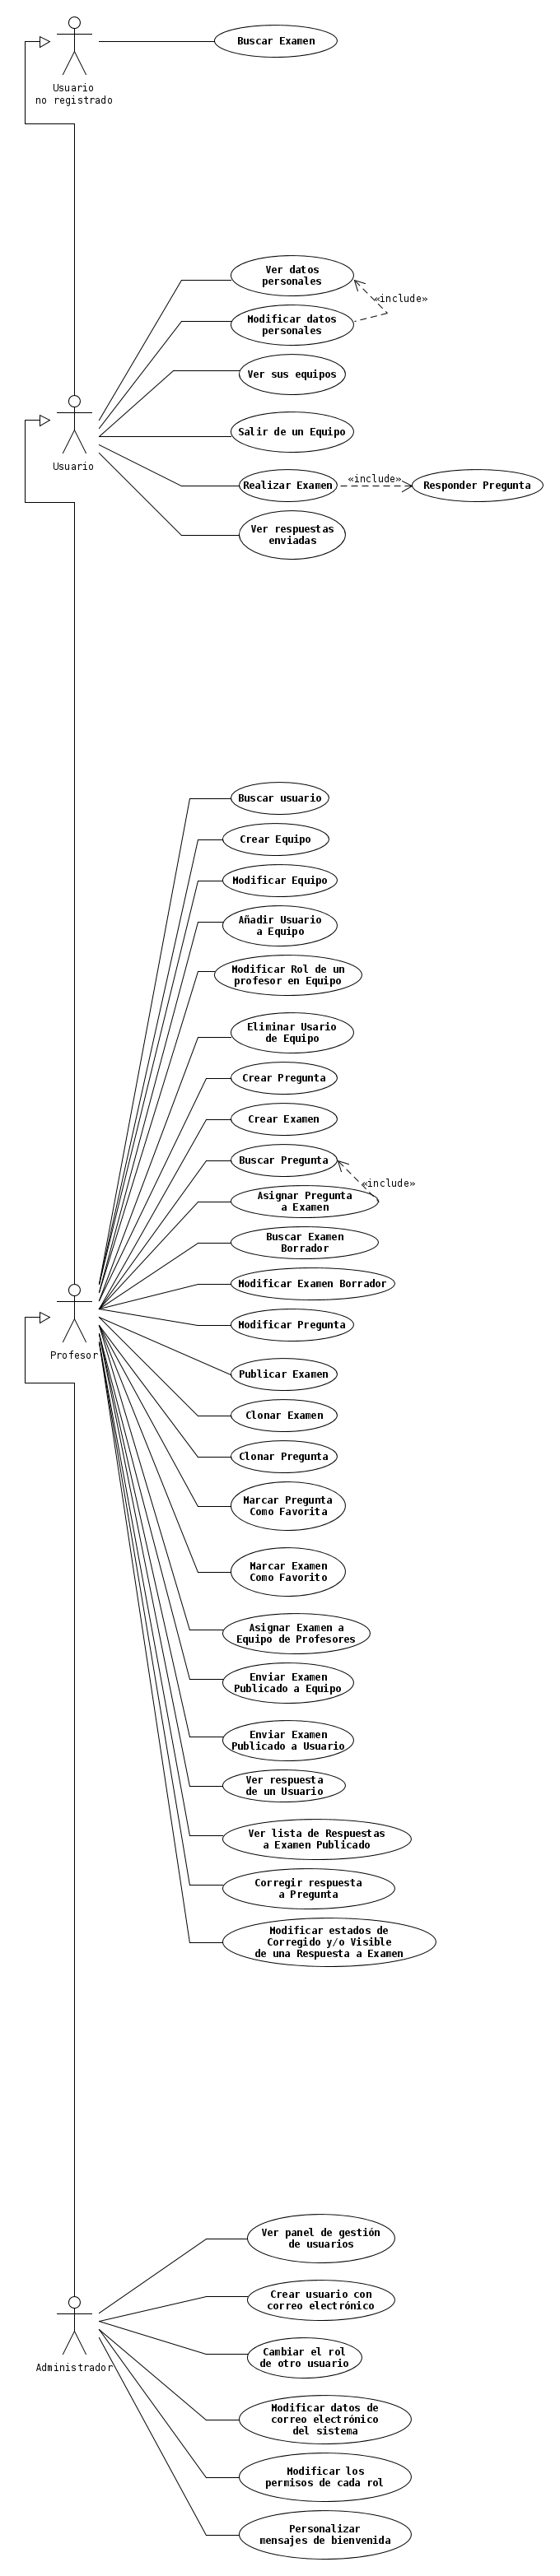 Buscar Examen
Usuario
no registrado
Ver datos
personales
«include»
Modificar datos
personales
Ver sus equipos
Salir de un Equipo
Usuario
Realizar Examen
«include»
Responder Pregunta
Ver respuestas
enviadas
Buscar usuario
Crear Equipo
Modificar Equipo
Añadir Usuario
a Equipo
Modificar Rol de un
profesor en Equipo
Eliminar Usario
de Equipo
Crear Pregunta
Crear Examen
Buscar Pregunta
«include»
Asignar Pregunta
a Examen
Buscar Examen
Borrador
Modificar Examen Borrador
Modificar Pregunta
Profesor
Publicar Examen
Clonar Examen
Clonar Pregunta
Marcar Pregunta
Como Favorita
Marcar Examen
Como Favorito
Asignar Examen a
Equipo de Profesores
Enviar Examen
Publicado a Equipo
Enviar Examen
Publicado a Usuario
Ver respuesta
de un Usuario
Ver lista de Respuestas
a Examen Publicado
Corregir respuesta
a Pregunta
Modificar estados de
Corregido y/o Visible
de una Respuesta a Examen
Ver panel de gestión
de usuarios
Crear usuario con
correo electrónico
Cambiar el rol
de otro usuario
Administrador
Modificar datos de
correo electrónico
del sistema
Modificar los
permisos de cada rol
Personalizar
mensajes de bienvenida